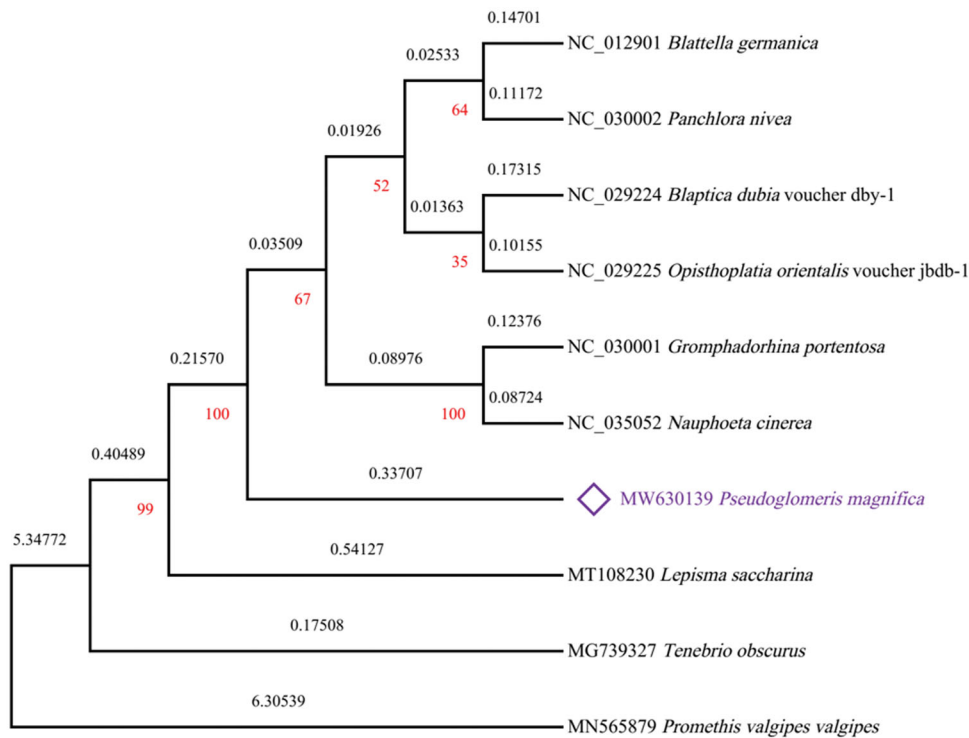 0.14701
NC_012901 Blattella germanica
0.02533
0.11172
64
NC_030002 Panchlora nivea
0.01926
0.17315
52
NC_029224 Blaptica dubia voucher dby-1
0.01363
0.10155
0.03509
35
NC_029225 Opisthoplatia orientalis voucher jbdb-1
67
0.12376
NC_030001 Gromphadorhina portentosa
0.21570
0.08976
0.08724
100
100
NC_035052 Nauphoeta cinerea
0.40489
0.33707
MW630139 Pseudoglomeris magnifica
99
5.34772
0.54127
MT108230 Lepisma saccharina
0.17508
MG739327 Tenebrio obscurus
6.30539
MN565879 Promethis valgipes valgipes